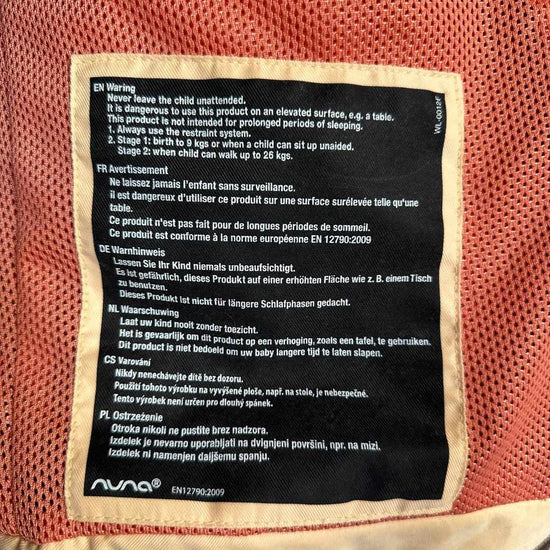 EN Waring
Never leave the child unattended.
It is dangerous to use this product on an elevated surface, e.g. a table.
This product is not intended for prolonged periods of sleeping.
1. Always use the restraint system.
2. Stage 1: birth to 9 kgs or when a child can sit up unaided.
Stage 2: when child can walk up to 26 kgs.
FR Avertissement
Ne laissez jamais l'enfant sans surveillance.
il est dangereux d'utiliser ce produit sur une surface surélevée telle qu'une
table.
Ce produit n'est pas fait pour de longues périodes de sommeil.
Ce produit est conforme à la norme européenne EN 12790:2009
DE Warnhinweis
Lassen Sie Ihr Kind niemals unbeaufsichtigt.
Es ist gefährlich, dieses Produkt auf einer erhöhten Fläche wie z. B. einem Tisch
zu benutzen.
Dieses Produkt ist nicht für längere Schlafphasen gedacht.
NL Waarschuwing
Laat uw kind nooit zonder toezicht.
Het is gevaarlijk om dit product op een verhoging, zoals een tafel, te gebruiken.
Dit product is niet bedoeld om uw baby langere tijd te laten slapen.
CS Varování
Nikdy nenechávejte dítě bez dozoru.
Použití tohoto výrobku na vyvýšené ploše, např. na stole, je nebezpečné.
Tento výrobek není určen pro dlouhý spánek.
PL Ostrzeżenie
Otroka nikoli ne pustite brez nadzora.
Izdelek je nevarno uporabljati na dvignjeni površini, npr. na mizi.
Izdelek ni namenjen daljšemu spanju.
nuna® EN12790:2009
WL-0012F